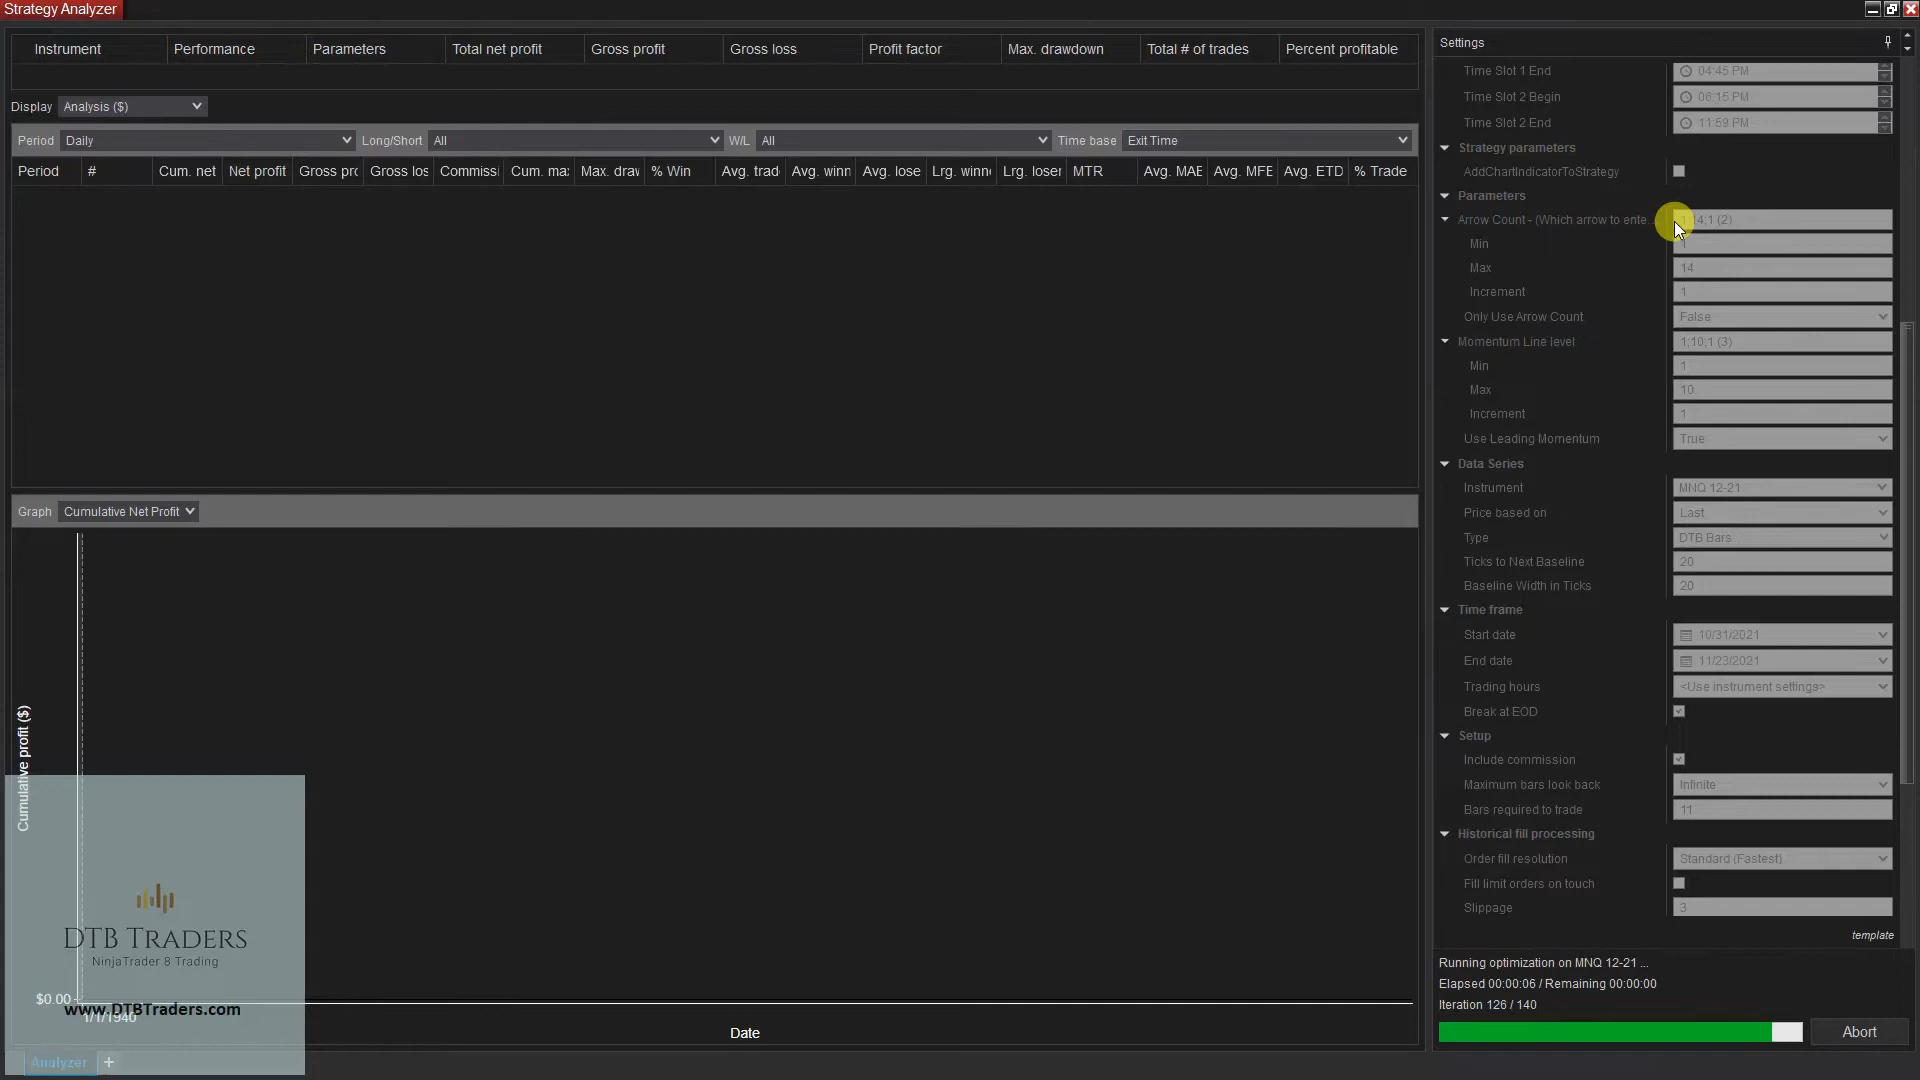 Strategy Analyzer
Instrument Performance Parameters Total net profit Gross profit Gross loss Profit factor Max. drawdown Total # of trades Percent profitable
Display Analysis ($)
Period Daily Long/Short All W/L All Time base Exit Time
Period # Cum. net Net profit Gross pro Gross los Commiss Cum. ma Max. draw % Win Avg. trad Avg. winn Avg. lose Lrg. winne Lrg. loser MTR Avg. MAE Avg. MFE Avg. ETD % Trade
Graph Cumulative Net Profit
Cumulative profit ($)
$0.00
1/1/1940
Date
DTB TRADERS
NinjaTrader 8 Trading
www.DTBTraders.com
Analyzer +
Settings
Time Slot 1 End 04:45 PM
Time Slot 2 Begin 06:15 PM
Time Slot 2 End 11:59 PM
Strategy parameters
AddChartIndicatorToStrategy
Parameters
Arrow Count - (Which arrow to ente... 1;14;1 (2)
Min 1
Max 14
Increment 1
Only Use Arrow Count False
Momentum Line level 1;10;1 (3)
Min 1
Max 10
Increment 1
Use Leading Momentum True
Data Series
Instrument MNQ 12-21
Price based on Last
Type DTB Bars
Ticks to Next Baseline 20
Baseline Width in Ticks 20
Time frame
Start date 10/31/2021
End date 11/23/2021
Trading hours <Use instrument settings>
Break at EOD
Setup
Include commission
Maximum bars look back Infinite
Bars required to trade 11
Historical fill processing
Order fill resolution Standard (Fastest)
Fill limit orders on touch
Slippage 3
template
Running optimization on MNQ 12-21 ...
Elapsed 00:00:06 / Remaining 00:00:00
Iteration 126 / 140
Abort